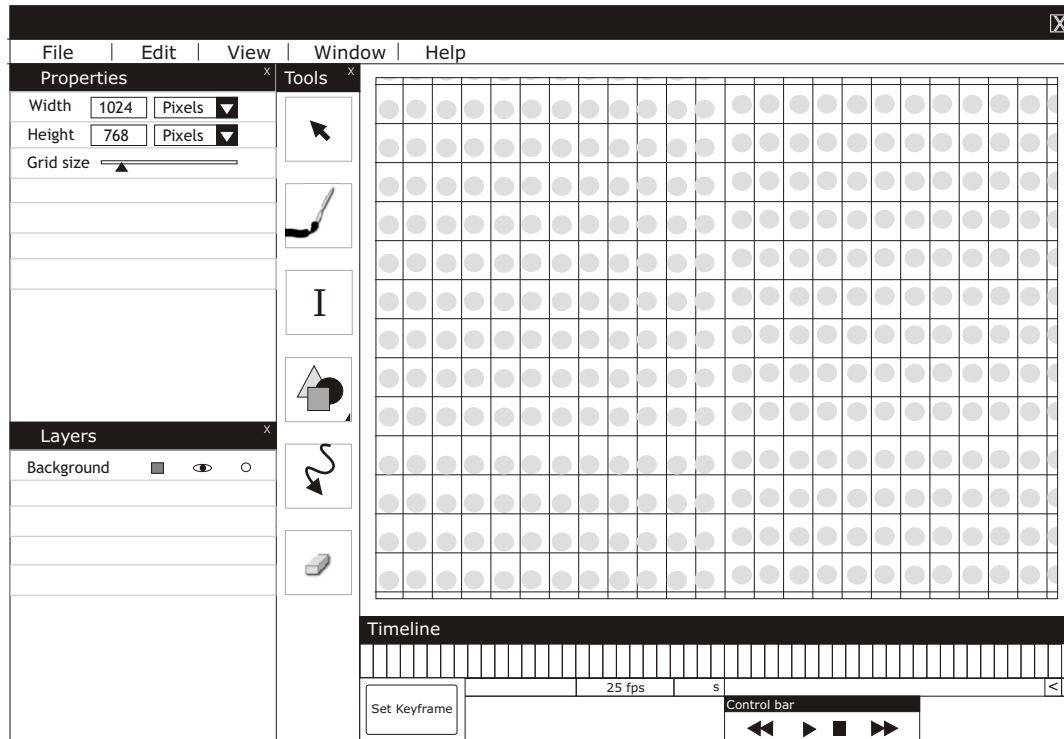 X
File | Edit | View | Window | Help
Properties X
Width 1024 Pixels
Height 768 Pixels
Grid size
Tools X
I
Layers X
Background
Timeline
25 fps s <
Set Keyframe
Control bar